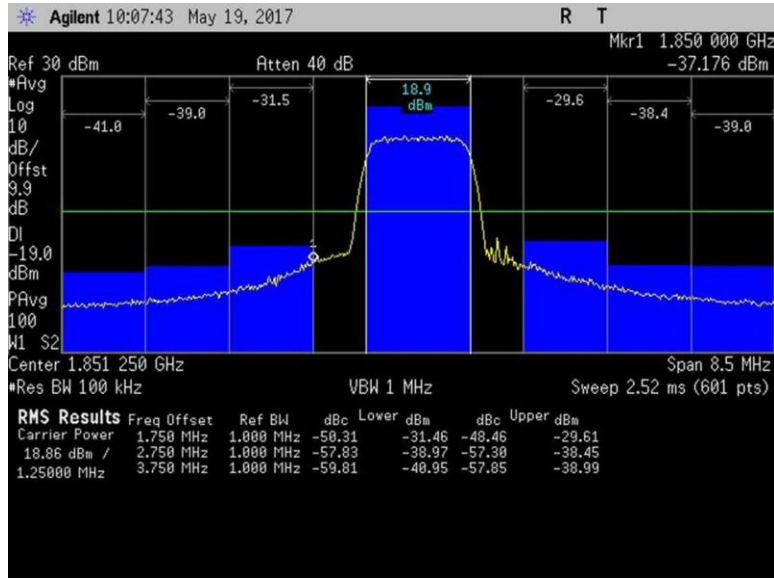 Agilent 10:07:43 May 19, 2017 R T
Mkr1 1.850 000 GHz
Ref 30 dBm Atten 40 dB -37.176 dBm
#Avg
Log
10
dB/
Offst
9.9
dB
DI
-19.0
dBm
PAvg
100
W1 S2
-41.0 -39.0 -31.5 18.9 dBm -29.6 -38.4 -39.0
1
Center 1.851 250 GHz Span 8.5 MHz
#Res BW 100 kHz VBW 1 MHz Sweep 2.52 ms (601 pts)
RMS Results Freq Offset Ref BW dBc Lower dBm dBc Upper dBm
Carrier Power 1.750 MHz 1.000 MHz -50.31 -31.46 -48.46 -29.61
18.86 dBm / 2.750 MHz 1.000 MHz -57.83 -38.97 -57.30 -38.45
1.25000 MHz 3.750 MHz 1.000 MHz -59.81 -40.95 -57.85 -38.99